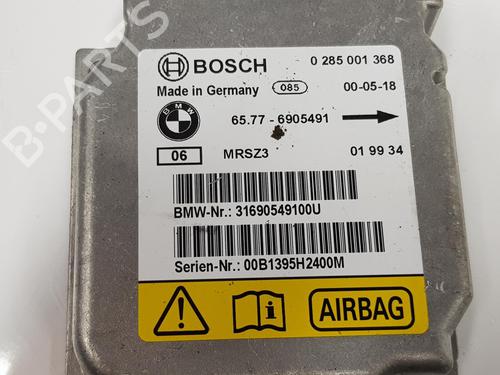 BOSCH 0 285 001 368
Made in Germany 085 00-05-18
BMW 65.77 - 6905491
06 MRSZ3 01 99 34
BMW-Nr.: 31690549100U
Serien-Nr.: 00B1395H2400M
AIRBAG
B-PARTS